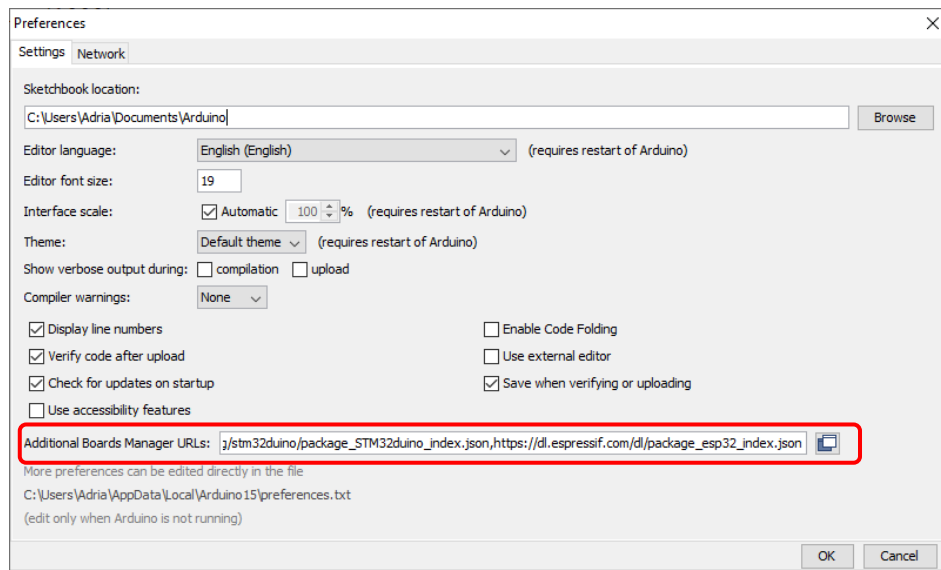 Preferences
Settings Network
Sketchbook location:
C:\Users\Adria\Documents\Arduino Browse
Editor language: English (English) (requires restart of Arduino)
Editor font size: 19
Interface scale: Automatic 100 % (requires restart of Arduino)
Theme: Default theme (requires restart of Arduino)
Show verbose output during: compilation upload
Compiler warnings: None
Display line numbers Enable Code Folding
Verify code after upload Use external editor
Check for updates on startup Save when verifying or uploading
Use accessibility features
Additional Boards Manager URLs: /stm32duino/package_STM32duino_index.json,https://dl.espressif.com/dl/package_esp32_index.json
More preferences can be edited directly in the file
C:\Users\Adria\AppData\Local\Arduino15\preferences.txt
(edit only when Arduino is not running)
OK Cancel